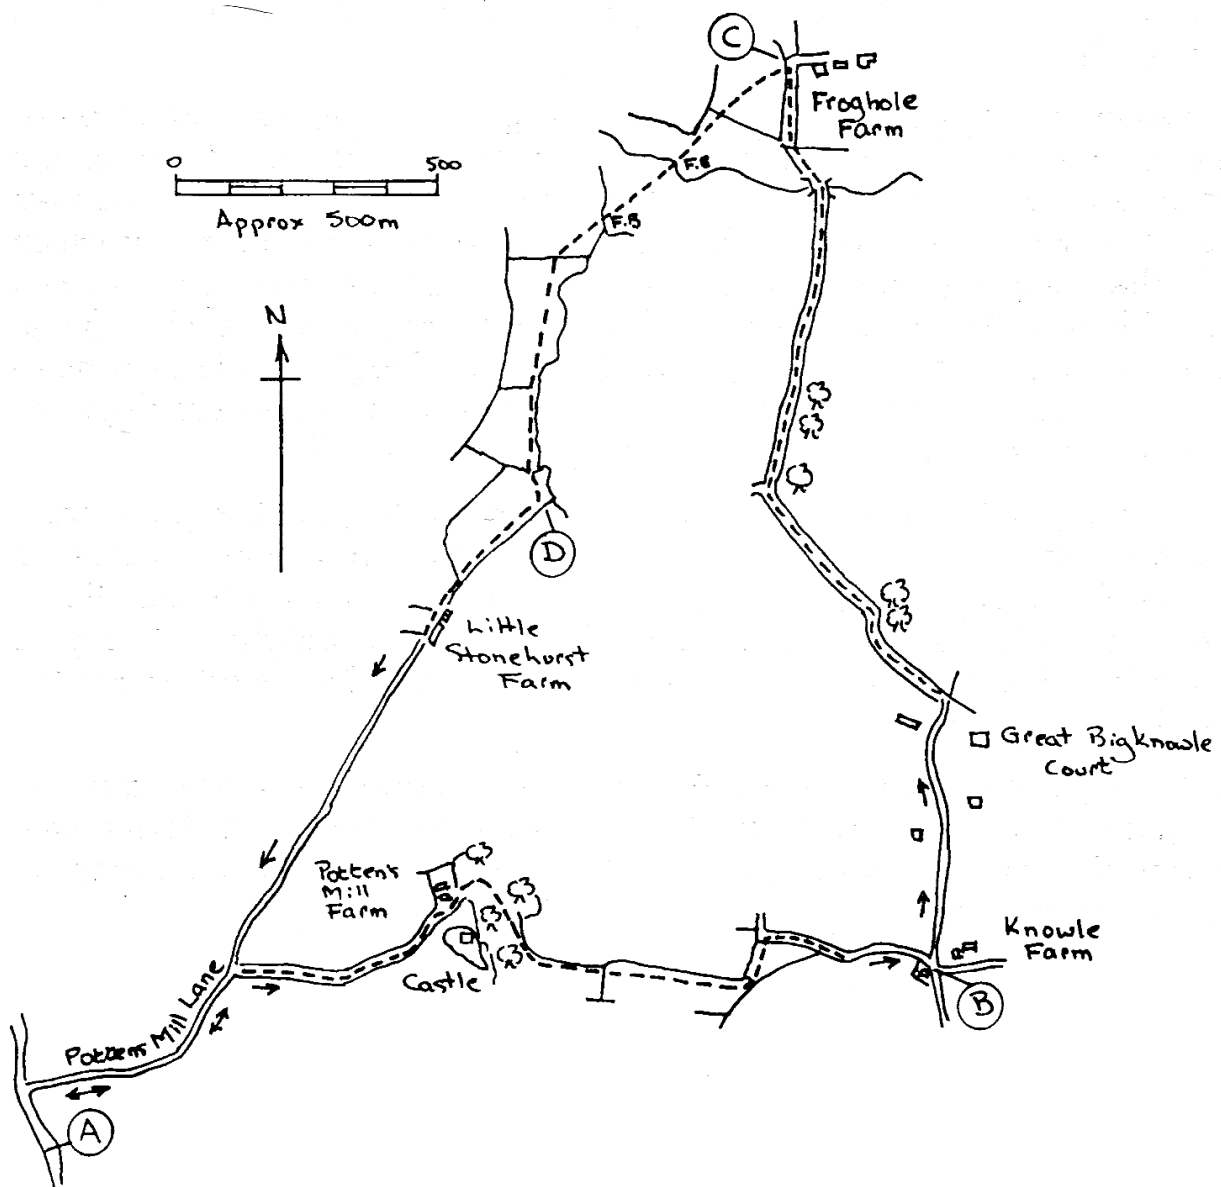 C
Froghole
Farm
0 500
Approx 500m
F.B
F.B
N
D
Little
Stonehurst
Farm
Great Bigknowle
Court
Potten's
Mill
Farm
Castle
Knowle
Farm
B
Pottens Mill Lane
A